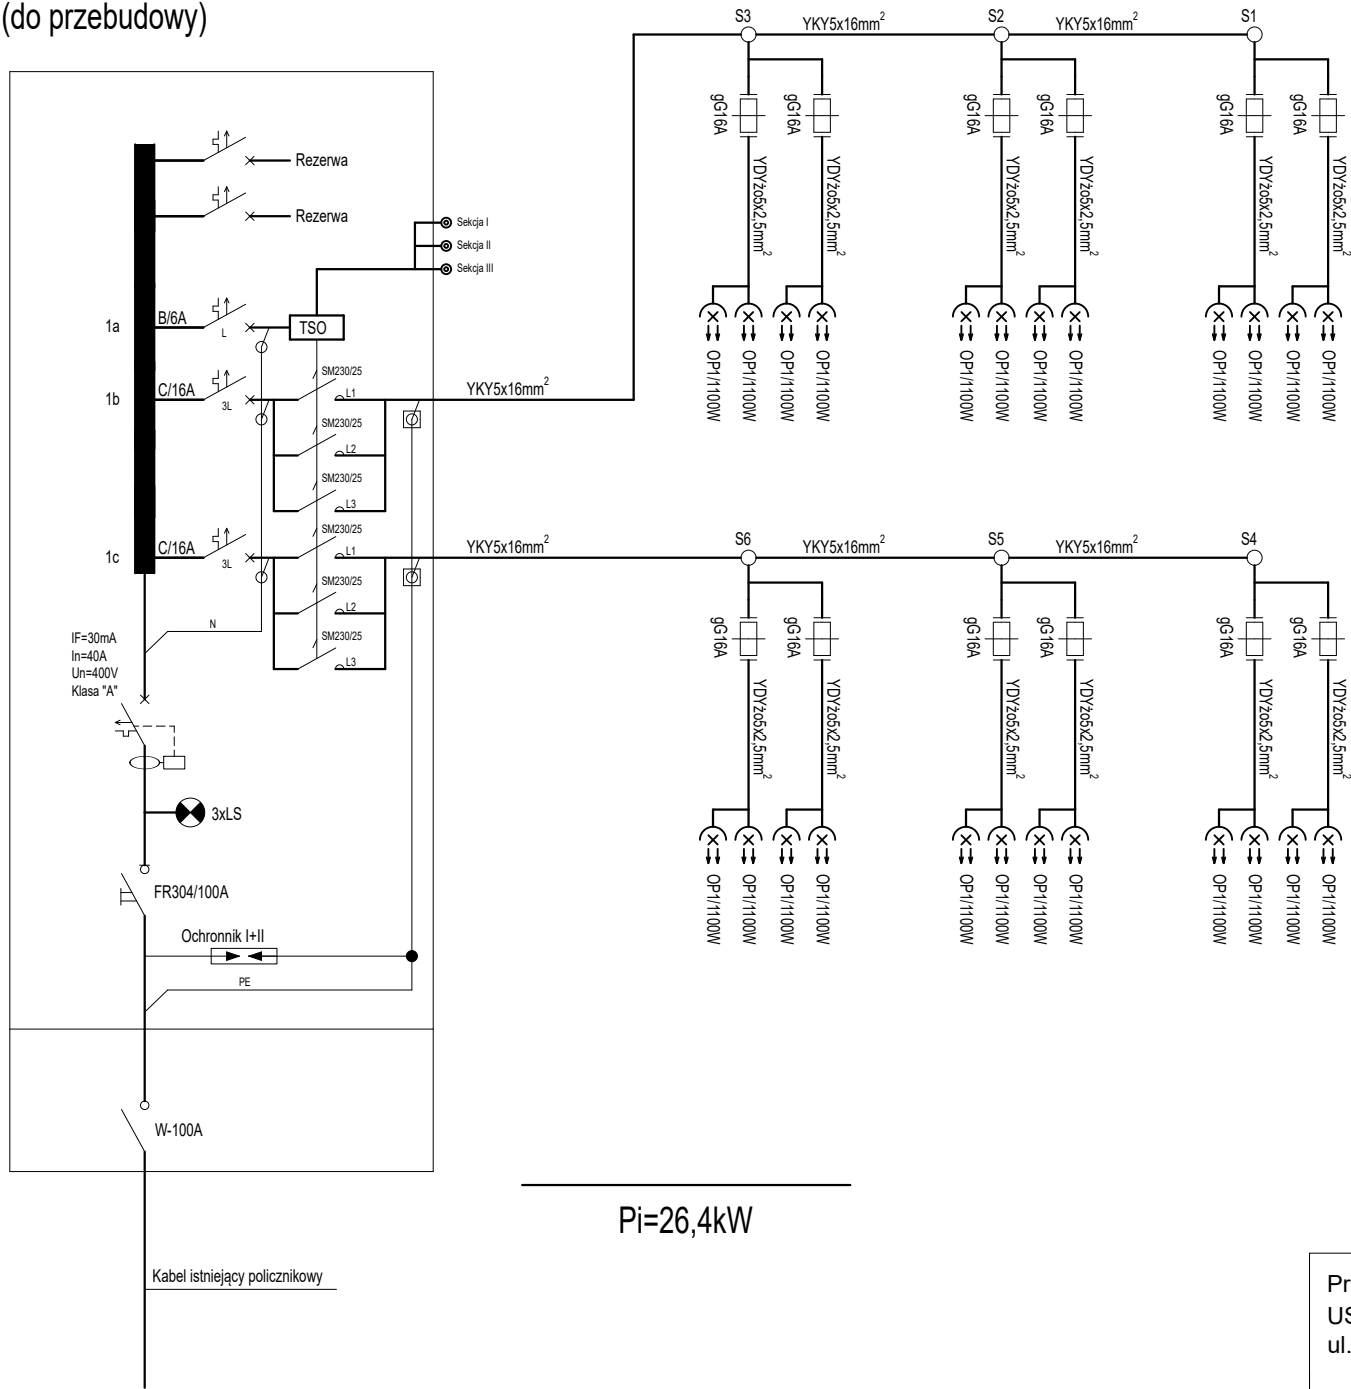 (do przebudowy)
S3
YKY5x16mm²
S2
YKY5x16mm²
S1
gG16A
gG16A
gG16A
gG16A
gG16A
gG16A
YDYżo5x2,5mm²
YDYżo5x2,5mm²
YDYżo5x2,5mm²
YDYżo5x2,5mm²
YDYżo5x2,5mm²
YDYżo5x2,5mm²
OP1/1100W
OP1/1100W
OP1/1100W
OP1/1100W
OP1/1100W
OP1/1100W
OP1/1100W
OP1/1100W
OP1/1100W
OP1/1100W
OP1/1100W
OP1/1100W
Rezerwa
Rezerwa
Sekcja I
Sekcja II
Sekcja III
1a
B/6A
L
TSO
1b
C/16A
3L
SM230/25
L1
YKY5x16mm²
SM230/25
L2
SM230/25
L3
1c
C/16A
3L
SM230/25
L1
YKY5x16mm²
SM230/25
L2
SM230/25
L3
S6
YKY5x16mm²
S5
YKY5x16mm²
S4
gG16A
gG16A
gG16A
gG16A
gG16A
gG16A
YDYżo5x2,5mm²
YDYżo5x2,5mm²
YDYżo5x2,5mm²
YDYżo5x2,5mm²
YDYżo5x2,5mm²
YDYżo5x2,5mm²
OP1/1100W
OP1/1100W
OP1/1100W
OP1/1100W
OP1/1100W
OP1/1100W
OP1/1100W
OP1/1100W
OP1/1100W
OP1/1100W
OP1/1100W
OP1/1100W
N
IF=30mA
In=40A
Un=400V
Klasa "A"
3xLS
FR304/100A
Ochronnik I+II
PE
W-100A
Pi=26,4kW
Kabel istniejący policznikowy
Pr
US
ul.